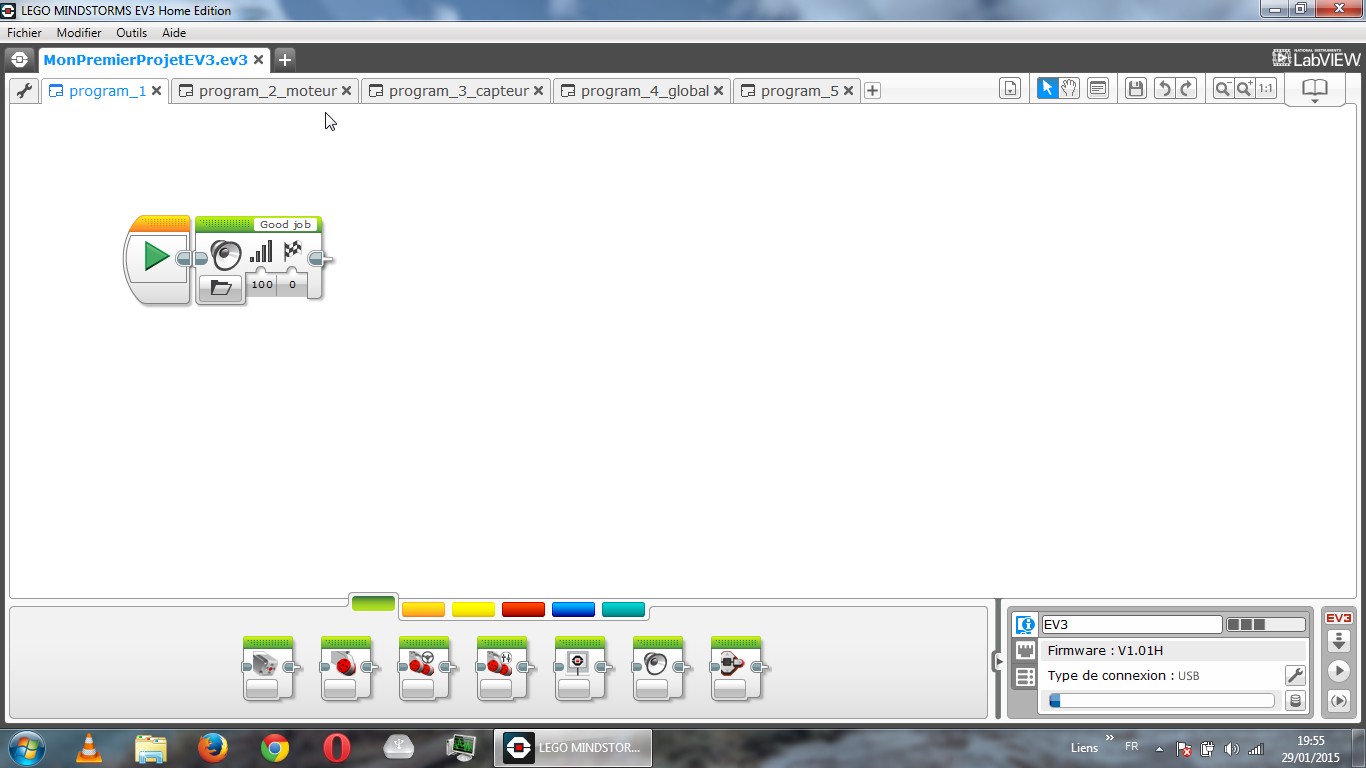 LEGO MINDSTORMS EV3 Home Edition
Fichier Modifier Outils Aide
MonPremierProjetEV3.ev3
NATIONAL INSTRUMENTS
LabVIEW
program_1 program_2_moteur program_3_capteur program_4_global program_5
1:1
Good job
100 0
EV3
EV3
Firmware : V1.01H
Type de connexion : USB
LEGO MINDSTOR...
Liens
FR
19:55
29/01/2015